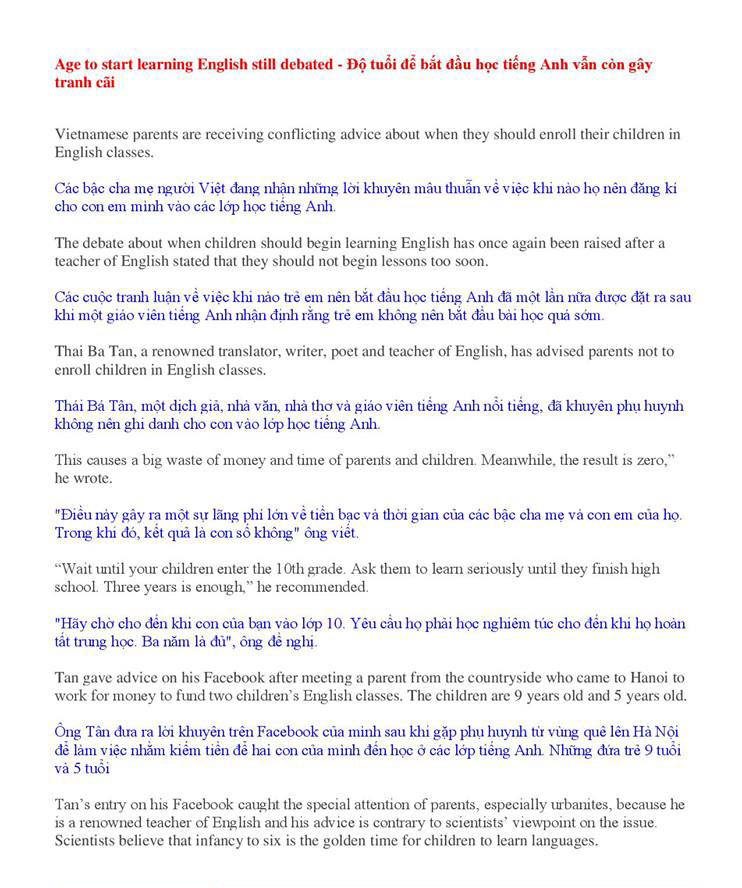 Age to start learning English still debated - Độ tuổi để bắt đầu học tiếng Anh vẫn còn gây
tranh cãi
Vietnamese parents are receiving conflicting advice about when they should enroll their children in
English classes.
Các bậc cha mẹ người Việt đang nhận những lời khuyên mâu thuẫn về việc khi nào họ nên đăng kí
cho con em mình vào các lớp học tiếng Anh.
The debate about when children should begin learning English has once again been raised after a
teacher of English stated that they should not begin lessons too soon.
Các cuộc tranh luận về việc khi nào trẻ em nên bắt đầu học tiếng Anh đã một lần nữa được đặt ra sau
khi một giáo viên tiếng Anh nhận định rằng trẻ em không nên bắt đầu bài học quá sớm.
Thai Ba Tan, a renowned translator, writer, poet and teacher of English, has advised parents not to
enroll children in English classes.
Thái Bá Tân, một dịch giả, nhà văn, nhà thơ và giáo viên tiếng Anh nổi tiếng, đã khuyên phụ huynh
không nên ghi danh cho con vào lớp học tiếng Anh.
This causes a big waste of money and time of parents and children. Meanwhile, the result is zero,”
he wrote.
"Điều này gây ra một sự lãng phí lớn về tiền bạc và thời gian của các bậc cha mẹ và con em của họ.
Trong khi đó, kết quả là con số không" ông viết.
“Wait until your children enter the 10th grade. Ask them to learn seriously until they finish high
school. Three years is enough,” he recommended.
"Hãy chờ cho đến khi con của bạn vào lớp 10. Yêu cầu họ phải học nghiêm túc cho đến khi họ hoàn
tất trung học. Ba năm là đủ", ông đề nghị.
Tan gave advice on his Facebook after meeting a parent from the countryside who came to Hanoi to
work for money to fund two children’s English classes. The children are 9 years old and 5 years old.
Ông Tân đưa ra lời khuyên trên Facebook của mình sau khi gặp phụ huynh từ vùng quê lên Hà Nội
để làm việc nhằm kiếm tiền để hai con của mình đến học ở các lớp tiếng Anh. Những đứa trẻ 9 tuổi
và 5 tuổi
Tan’s entry on his Facebook caught the special attention of parents, especially urbanites, because he
is a renowned teacher of English and his advice is contrary to scientists’ viewpoint on the issue.
Scientists believe that infancy to six is the golden time for children to learn languages.